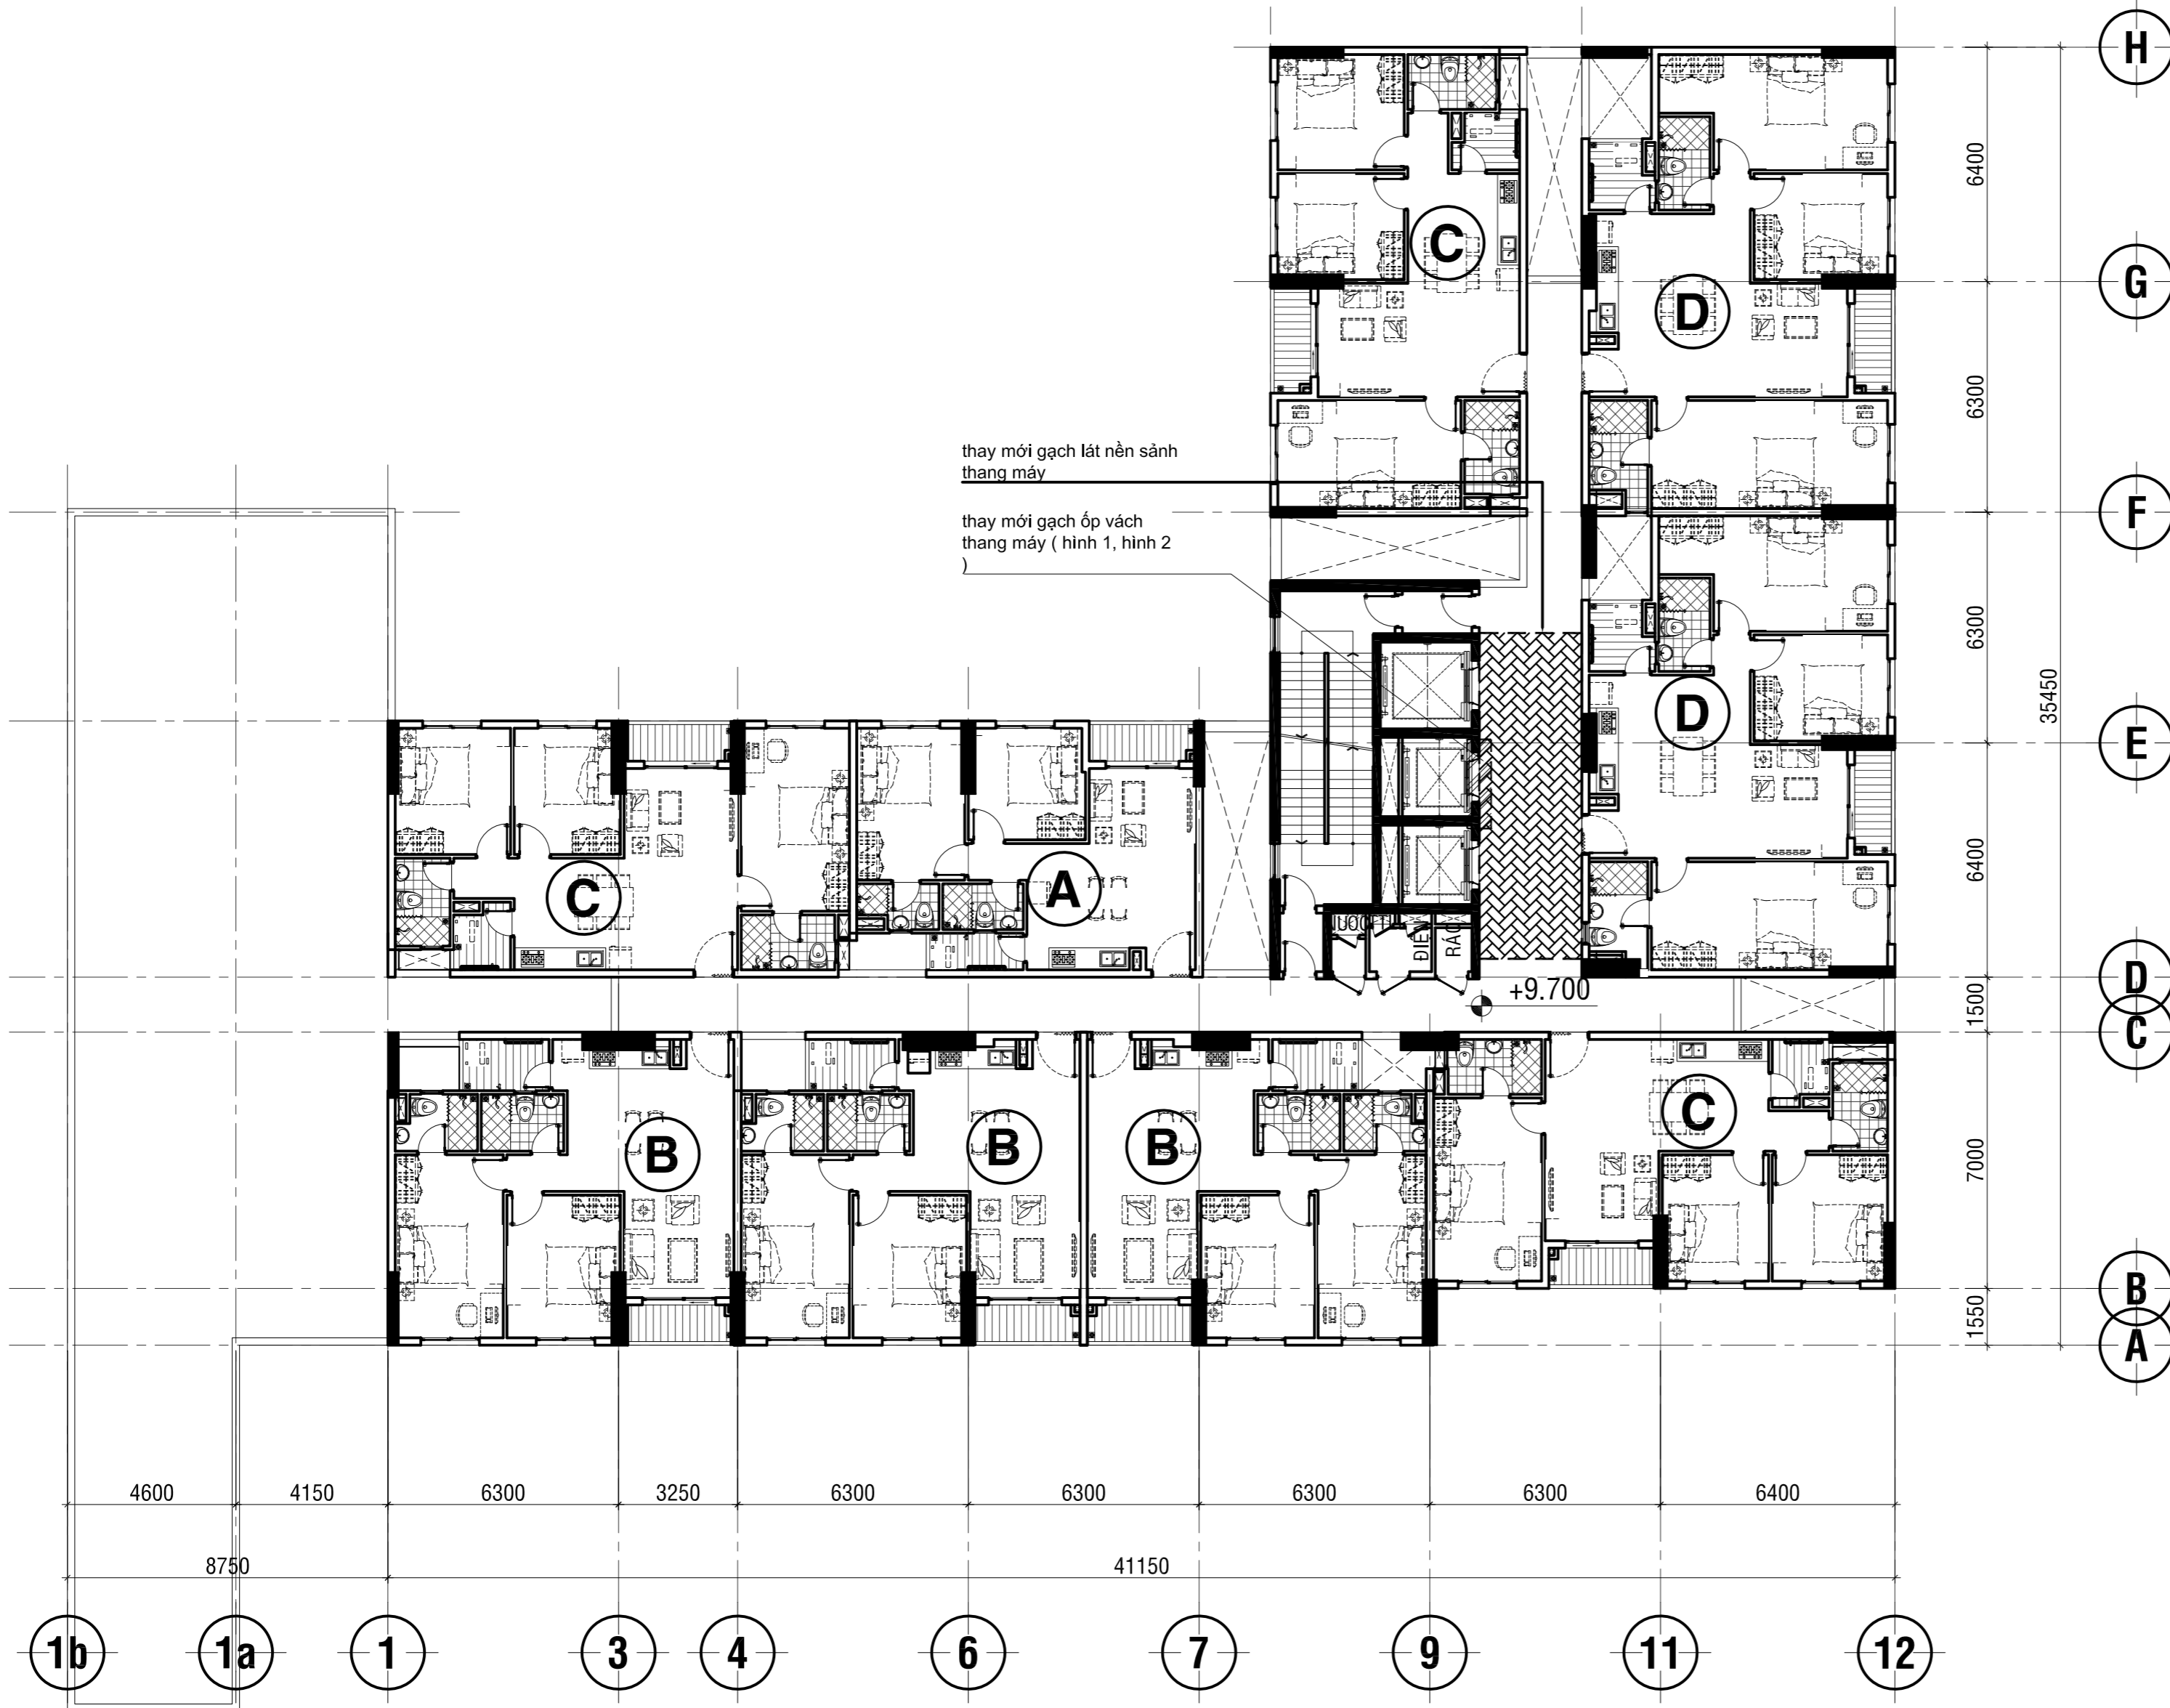 H
6400
C
G
D
6300
thay mới gạch lát nền sảnh
thang máy
F
thay mới gạch ốp vách
thang máy ( hình 1, hình 2
)
6300
35450
D
E
6400
C
A
ĐIỆN
RÁC
D
+9.700
1500
C
B
B
B
C
7000
B
1550
A
4600
4150
6300
3250
6300
6300
6300
6300
6400
8750
41150
1b
1a
1
3
4
6
7
9
11
12